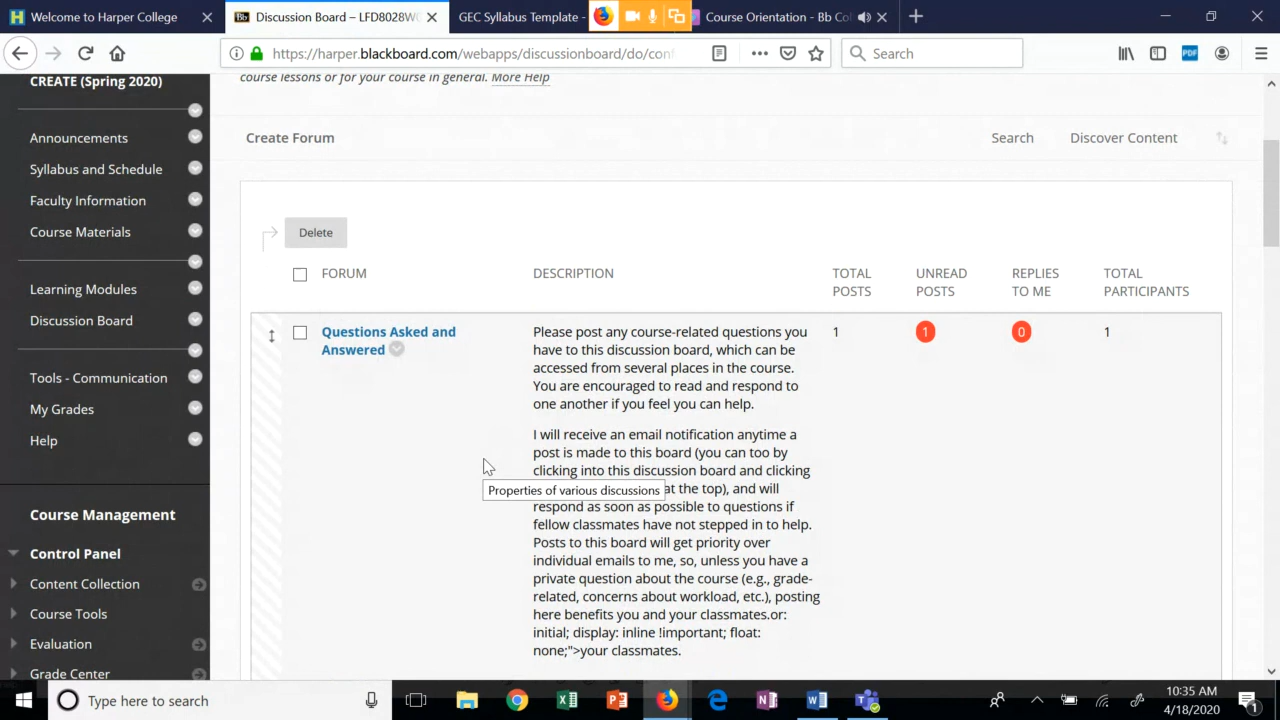 Welcome to Harper College
Discussion Board – LFD8028W
GEC Syllabus Template -
Course Orientation - Bb Col
https://harper.blackboard.com/webapps/discussionboard/do/conf
Search
CREATE (Spring 2020)
Announcements
Syllabus and Schedule
Faculty Information
Course Materials
Learning Modules
Discussion Board
Tools - Communication
My Grades
Help
Course Management
Control Panel
Content Collection
Course Tools
Evaluation
Grade Center
course lessons or for your course in general. More Help
Create Forum
Search
Discover Content
Delete
FORUM
DESCRIPTION
TOTAL POSTS
UNREAD POSTS
REPLIES TO ME
TOTAL PARTICIPANTS
Questions Asked and
Answered
Please post any course-related questions you
have to this discussion board, which can be
accessed from several places in the course.
You are encouraged to read and respond to
one another if you feel you can help.
I will receive an email notification anytime a
post is made to this board (you can too by
clicking into this discussion board and clicking
at the top), and will
respond as soon as possible to questions if
fellow classmates have not stepped in to help.
Posts to this board will get priority over
individual emails to me, so, unless you have a
private question about the course (e.g., grade-
related, concerns about workload, etc.), posting
here benefits you and your classmates.or:
initial; display: inline !important; float:
none;">your classmates.
1
1
0
1
Properties of various discussions
Type here to search
10:35 AM
4/18/2020
1